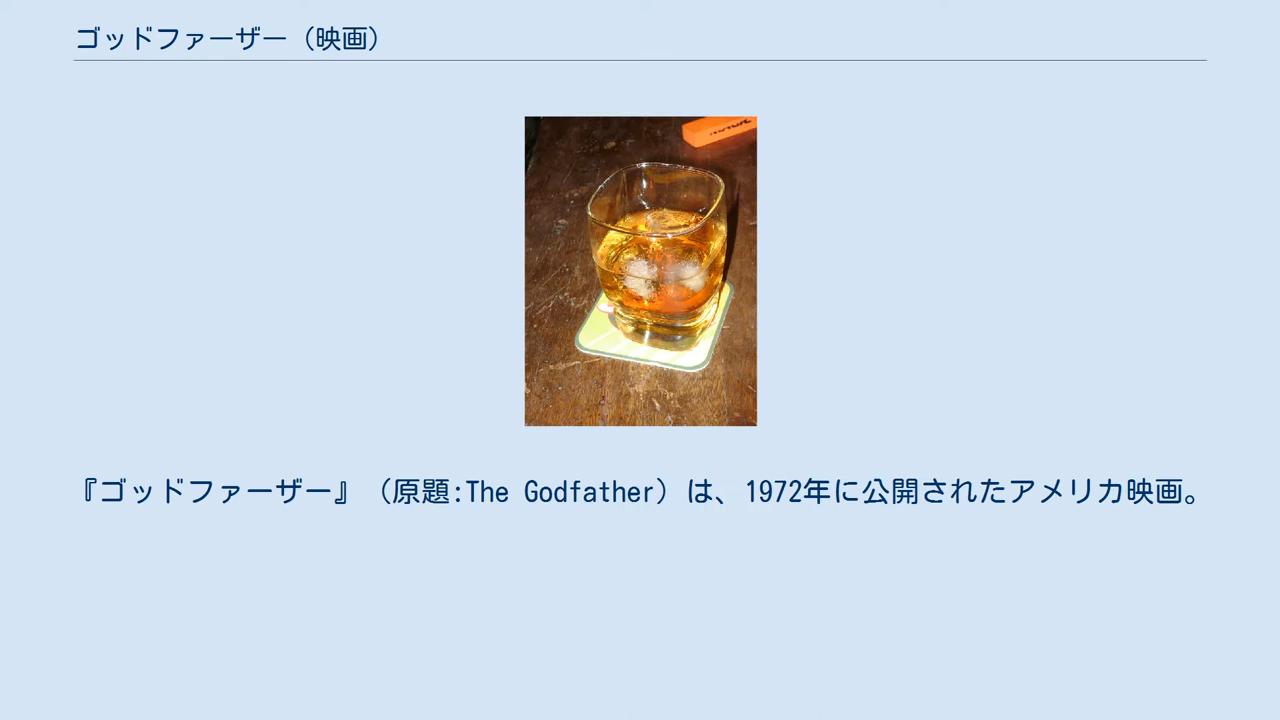 ゴッドファーザー（映画）
『ゴッドファーザー』（原題:The Godfather）は、1972年に公開されたアメリカ映画。